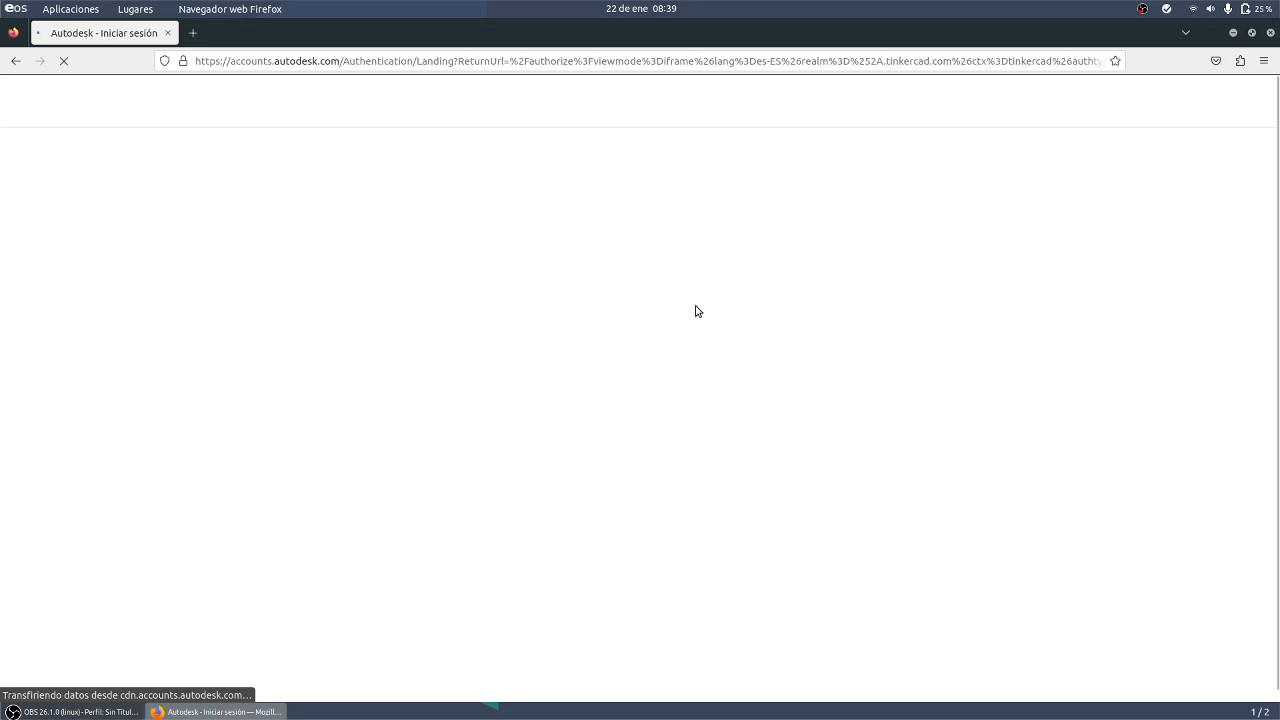 eos Aplicaciones Lugares Navegador web Firefox 22 de ene 08:39 25 %
Autodesk - Iniciar sesión
https://accounts.autodesk.com/Authentication/Landing?ReturnUrl=%2Fauthorize%3Fviewmode%3Diframe%26lang%3Des-ES%26realm%3D%252A.tinkercad.com%26ctx%3Dtinkercad%26authty
Transfiriendo datos desde cdn.accounts.autodesk.com...
OBS 26.1.0 (linux) - Perfil: Sin Titul... Autodesk - Iniciar sesión — Mozill... 1 / 2